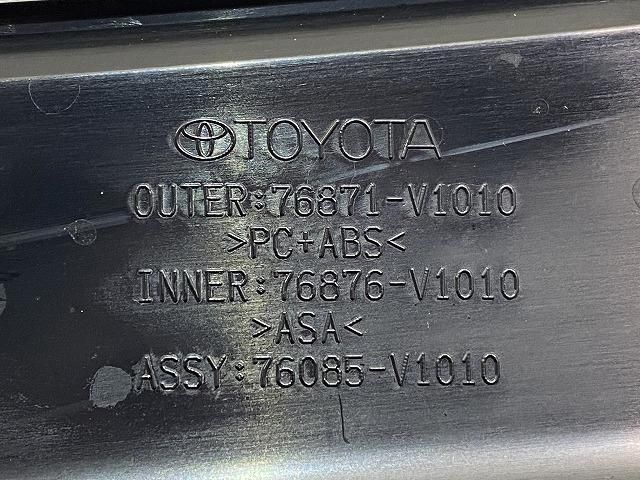 TOYOTA
OUTER:76871-V1010
>PC+ABS<
INNER:76876-V1010
>ASA<
ASSY:76085-V1010